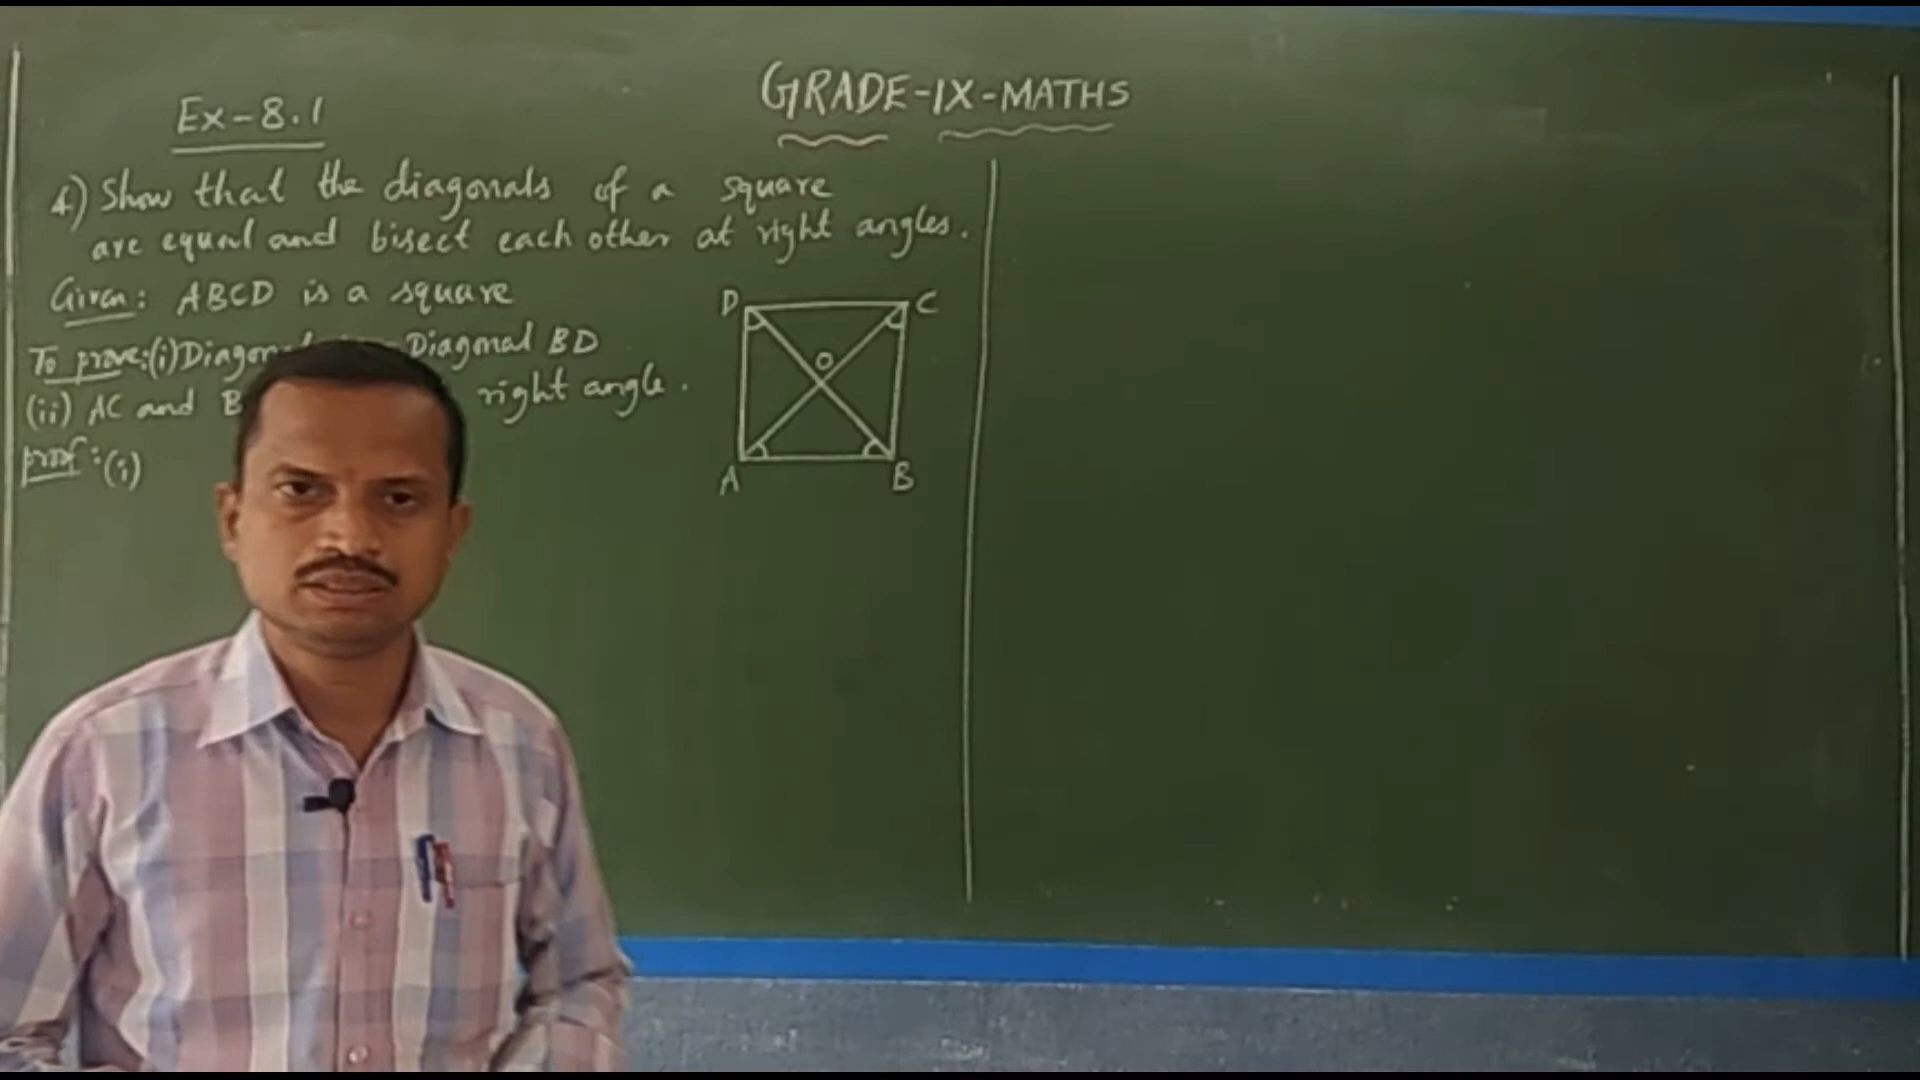 GRADE-IX-MATHS
Ex-8.1
4) Show that the diagonals of a square
are equal and bisect each other at right angles.
Given: ABCD is a square
To prove:(i) Diagonal Diagonal BD
(ii) AC and B right angle.
proof:(i)
D C
O
A B